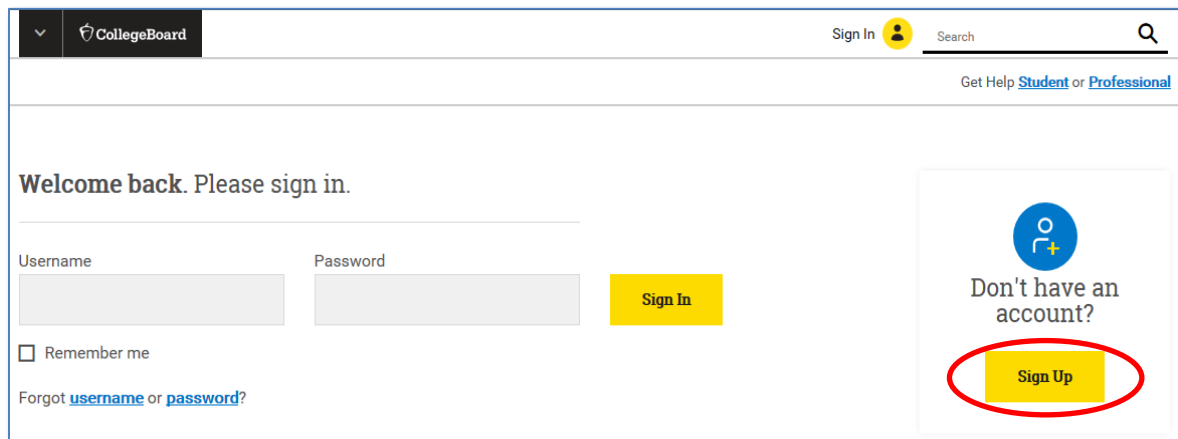 CollegeBoard
Sign In
Search
Get Help Student or Professional
Welcome back. Please sign in.
Username
Password
Sign In
Remember me
Forgot username or password?
Don't have an
account?
Sign Up